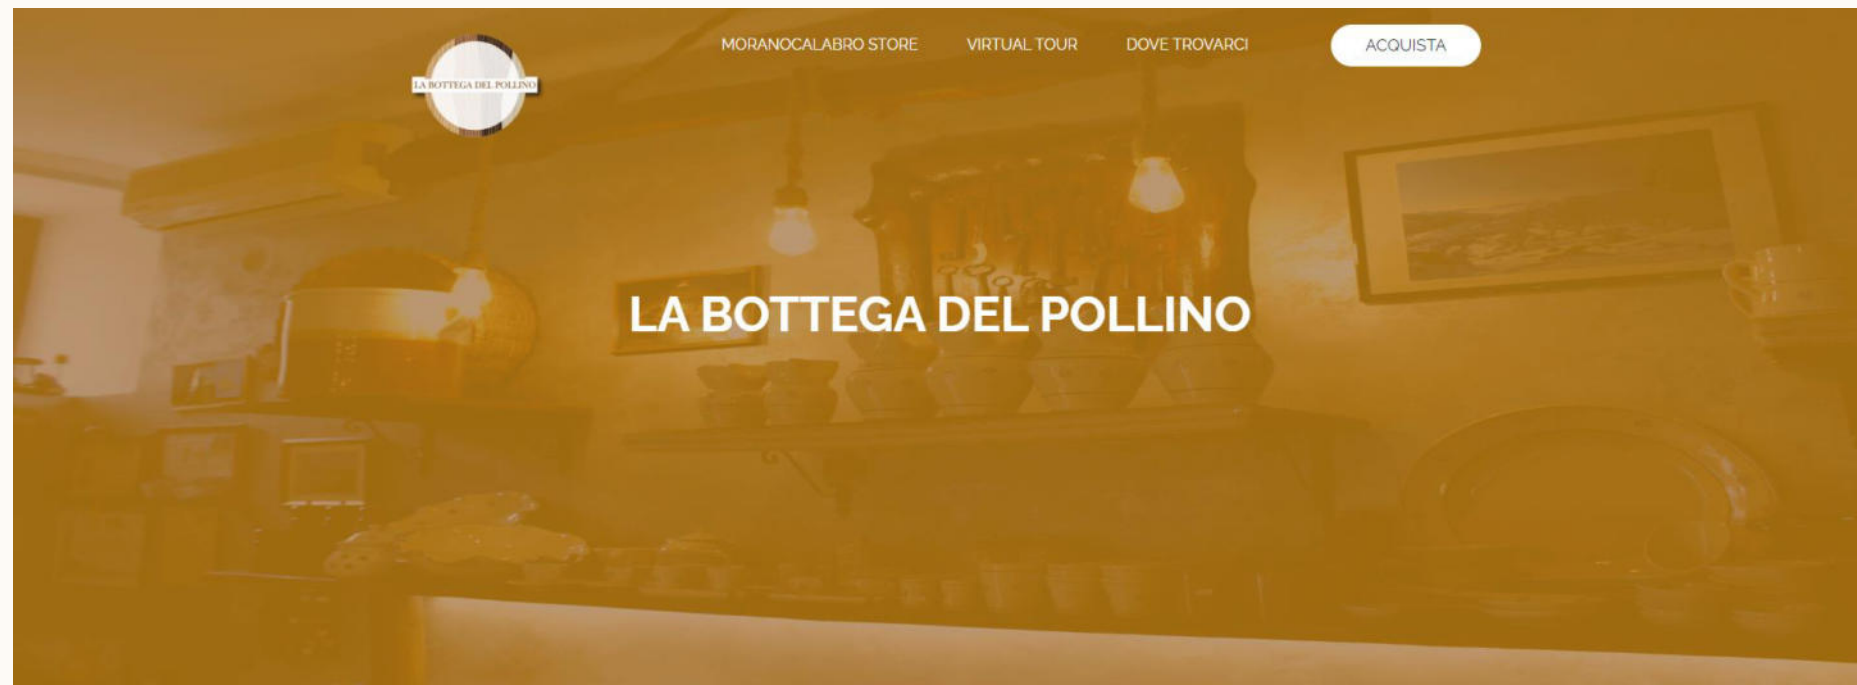 MORANOCALABRO STORE VIRTUAL TOUR DOVE TROVARCI ACQUISTA
LA BOTTEGA DEL POLLINO
LA BOTTEGA DEL POLLINO